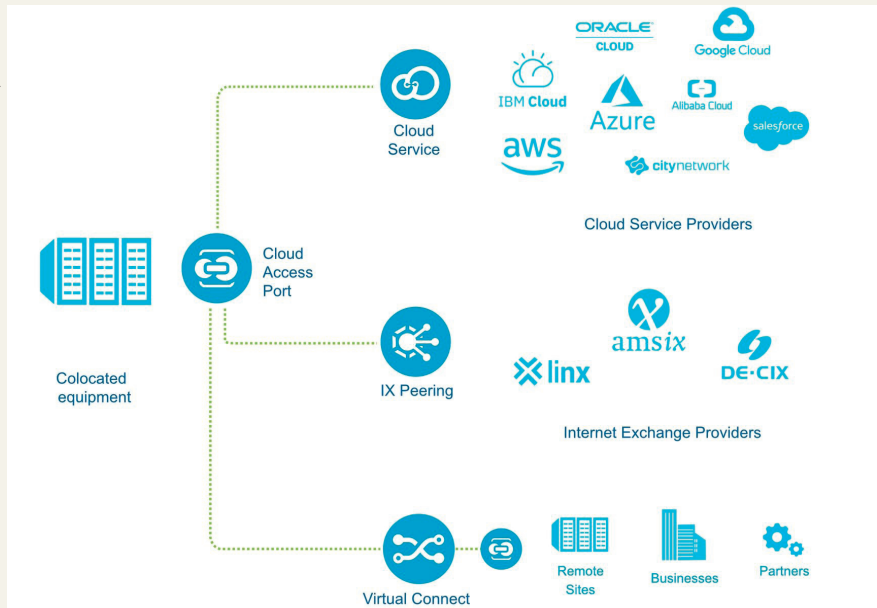 ORACLE
CLOUD
Google Cloud
IBM Cloud
Azure
Alibaba Cloud
salesforce
aws
citynetwork
Cloud
Service
Cloud Service Providers
Cloud
Access
Port
Colocated
equipment
IX Peering
amsix
linx
DE-CIX
Internet Exchange Providers
Virtual Connect
Remote
Sites
Businesses
Partners